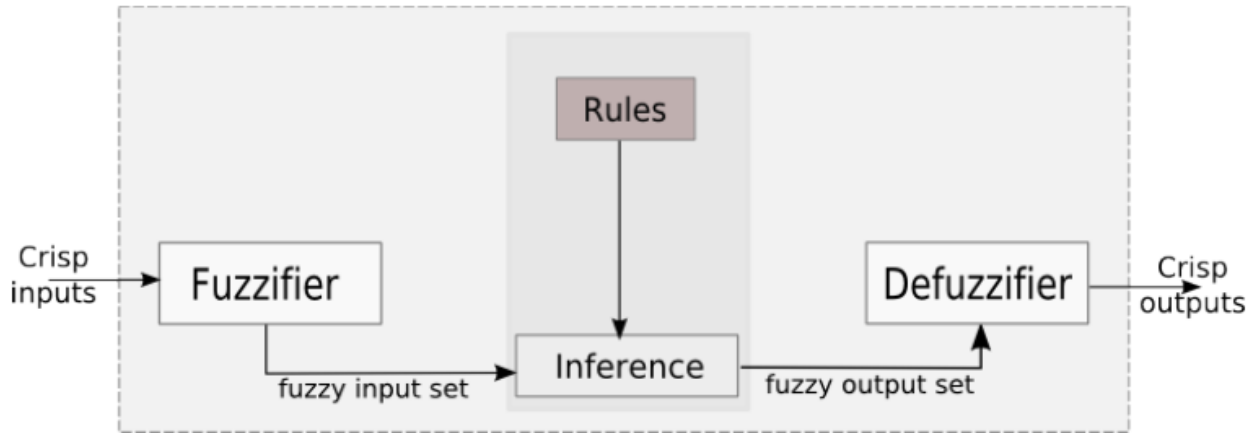 Rules
Crisp
inputs
Fuzzifier
Defuzzifier
Crisp
outputs
Inference
fuzzy input set
fuzzy output set